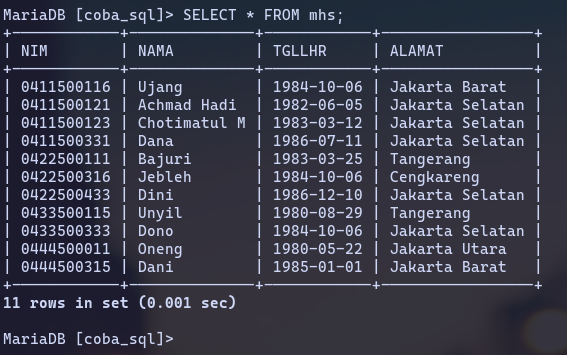 MariaDB [coba_sql]> SELECT * FROM mhs;
+------------+--------------+------------+-----------------+
| NIM        | NAMA         | TGLLHR     | ALAMAT          |
+------------+--------------+------------+-----------------+
| 0411500116 | Ujang        | 1984-10-06 | Jakarta Barat   |
| 0411500121 | Achmad Hadi  | 1982-06-05 | Jakarta Selatan |
| 0411500123 | Chotimatul M | 1983-03-12 | Jakarta Selatan |
| 0411500331 | Dana         | 1986-07-11 | Jakarta Selatan |
| 0422500111 | Bajuri       | 1983-03-25 | Tangerang       |
| 0422500316 | Jebleh       | 1984-10-06 | Cengkareng      |
| 0422500433 | Dini         | 1986-12-10 | Jakarta Selatan |
| 0433500115 | Unyil        | 1980-08-29 | Tangerang       |
| 0433500333 | Dono         | 1984-10-06 | Jakarta Selatan |
| 0444500011 | Oneng        | 1980-05-22 | Jakarta Utara   |
| 0444500315 | Dani         | 1985-01-01 | Jakarta Barat   |
+------------+--------------+------------+-----------------+
11 rows in set (0.001 sec)
MariaDB [coba_sql]>